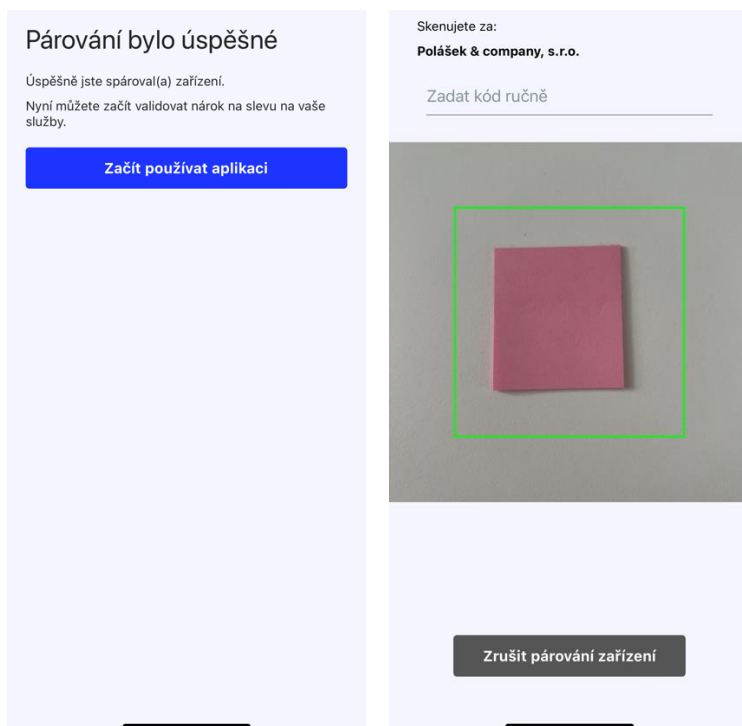 Párování bylo úspěšné
Úspěšně jste spároval(a) zařízení.
Nyní můžete začít validovat nárok na slevu na vaše
služby.
Začít používat aplikaci
Skenujete za:
Polášek & company, s.r.o.
Zadat kód ručně
Zrušit párování zařízení